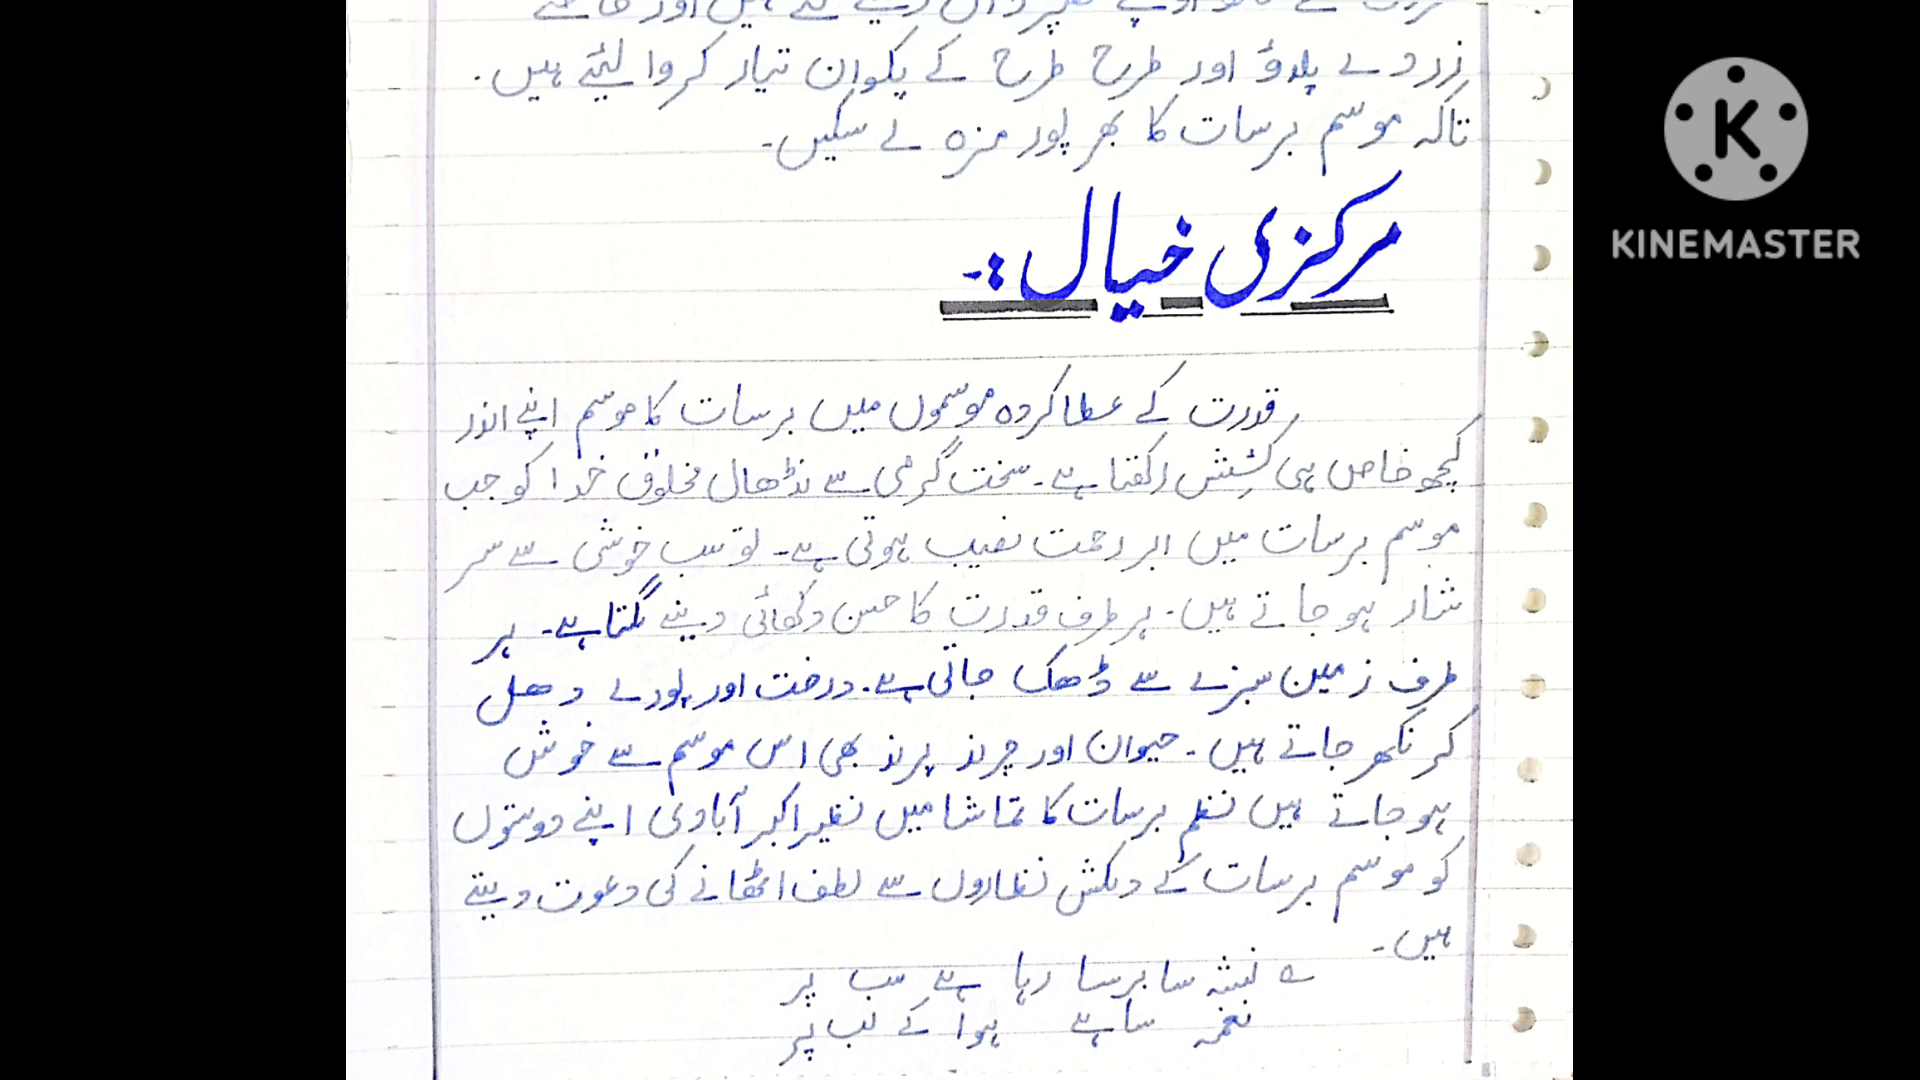 زردے پلاؤ اور طرح طرح کے پکوان تیار کروا لیئے ہیں.
تاکہ موسم برسات کا بھرپور مزہ لے سکیں۔
مرکزی خیال:۔
قدرت کے عطا کردہ موسموں میں برسات کا موسم اپنے اندر
کچھ خاص ہی کشش رکھتا ہے۔ سخت گرمی سے نڈھال مخلوق خدا کو جب
موسم برسات میں ابر رحمت نصیب ہوتی ہے۔ تو سب خوشی سے سر
شار ہو جاتے ہیں۔ ہر طرف قدرت کا حسن دکھائی دینے لگتا ہے۔ ہر
طرف زمین سبزے سے ڈھک جاتی ہے۔ درخت اور پودے دھل
کر نکھر جاتے ہیں۔ حیوان اور چرند پرند بھی اس موسم سے خوش
ہو جاتے ہیں نظم برسات کا تماشا میں نظیر اکبر آبادی اپنے دوستوں
کو موسم برسات کے دلکش نظاروں سے لطف اٹھانے کی دعوت دیتے
ہیں۔
؎ نشہ سا برسا رہا ہے سب پر
نغمہ سا ہے ہوا کے لب پر
KINEMASTER